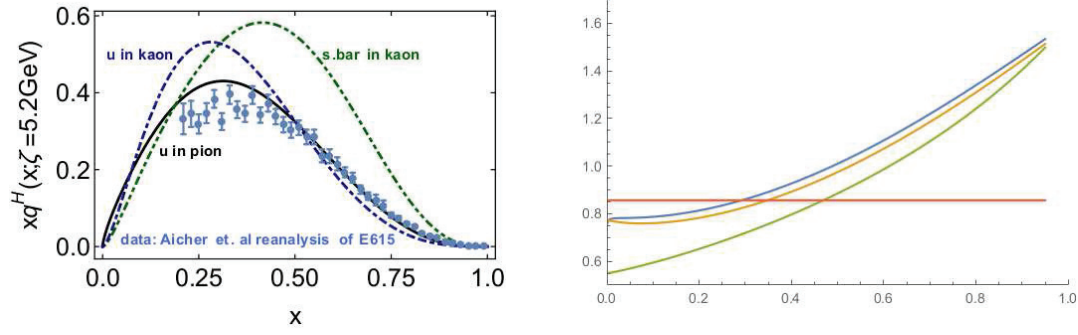 0.6
u in kaon
s.bar in kaon
0.4
u in pion
0.2
data: Aicher et. al reanalysis of E615
0.0
0.00 0.25 0.50 0.75 1.00
x
xq^H(x;ζ=5.2GeV)
1.6
1.4
1.2
1.0
0.8
0.6
0.0 0.2 0.4 0.6 0.8 1.0